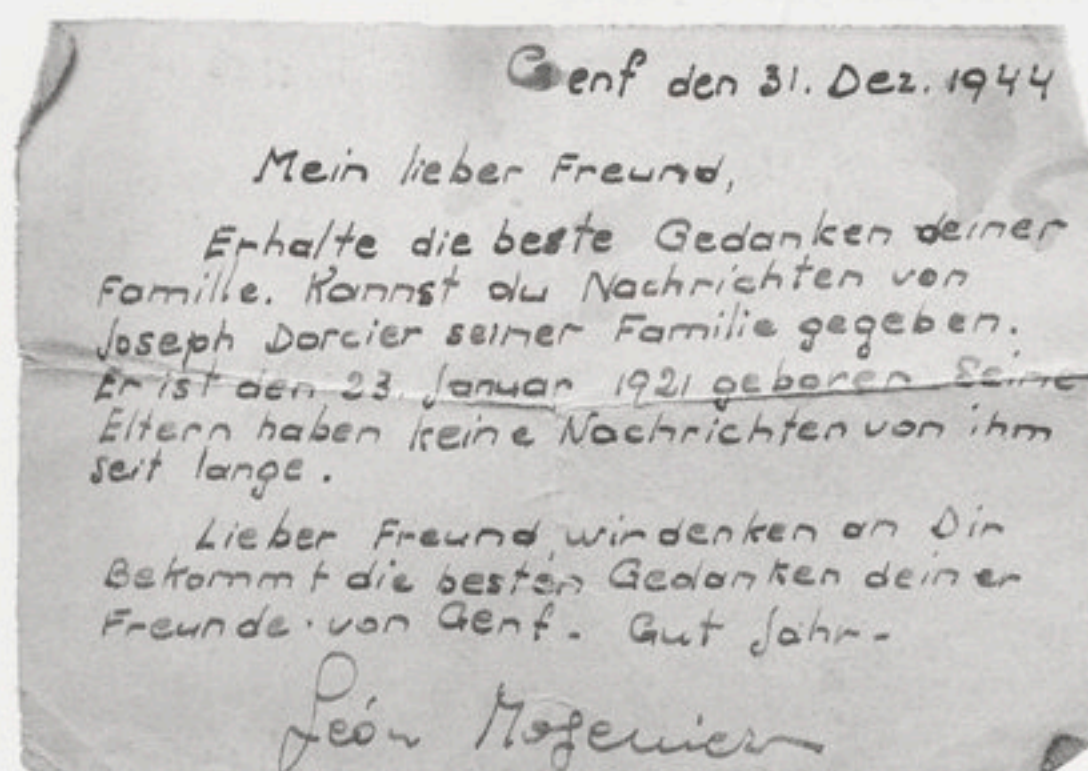 Genf den 31. Dez. 1944
Mein lieber Freund,
Erhalte die beste Gedanken deiner
Familie. Kannst du Nachrichten von
Joseph Dorcier seiner Familie gegeben.
Er ist den 23. Januar 1921 geboren Seine
Eltern haben keine Nachrichten von ihm
seit lange.
Lieber Freund, wir denken an Dir
Bekommt die besten Gedanken deiner
Freunde von Genf. Gut Jahr-
Léon